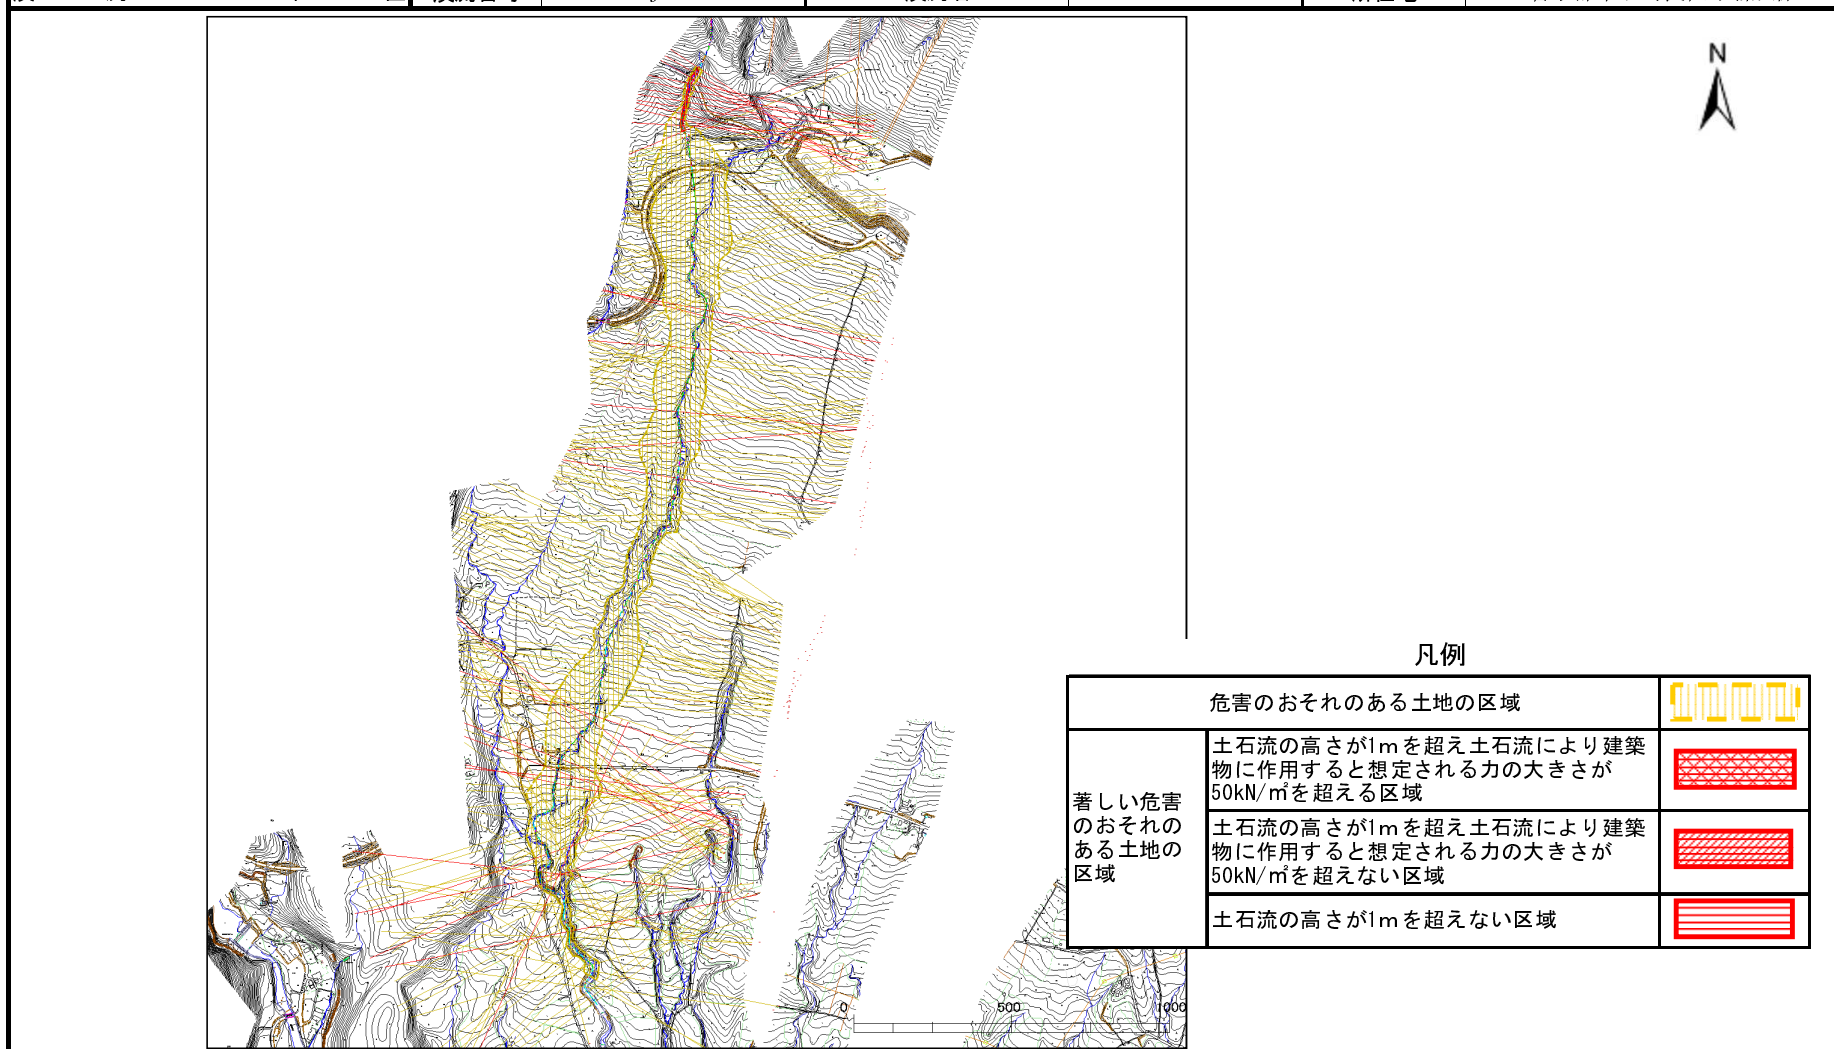 N
凡例
危害のおそれのある土地の区域
著しい危害
のおそれの
ある土地の
区域
土石流の高さが1mを超え土石流により建築
物に作用すると想定される力の大きさが
50kN/㎡を超える区域
土石流の高さが1mを超え土石流により建築
物に作用すると想定される力の大きさが
50kN/㎡を超えない区域
土石流の高さが1mを超えない区域
0 500 1000